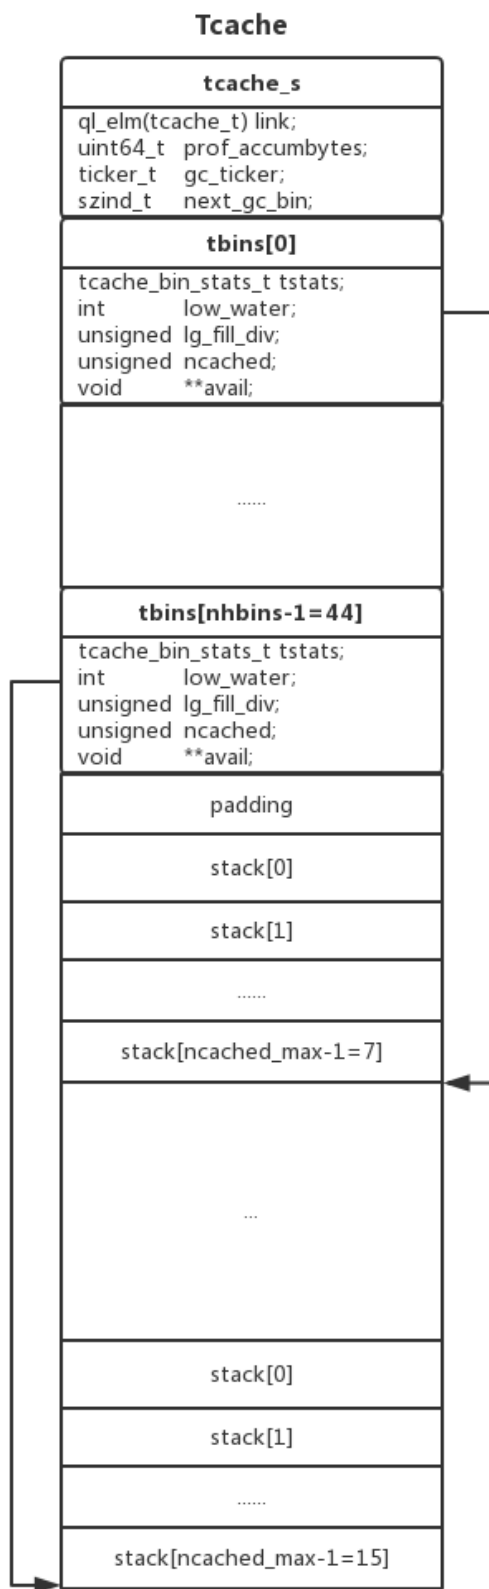 Tcache
tcache_s
ql_elm(tcache_t) link;
uint64_t prof_accumbytes;
ticker_t gc_ticker;
szind_t next_gc_bin;
tbins[0]
tcache_bin_stats_t tstats;
int low_water;
unsigned lg_fill_div;
unsigned ncached;
void **avail;
......
tbins[nhbins-1=44]
tcache_bin_stats_t tstats;
int low_water;
unsigned lg_fill_div;
unsigned ncached;
void **avail;
padding
stack[0]
stack[1]
......
stack[ncached_max-1=7]
...
stack[0]
stack[1]
......
stack[ncached_max-1=15]